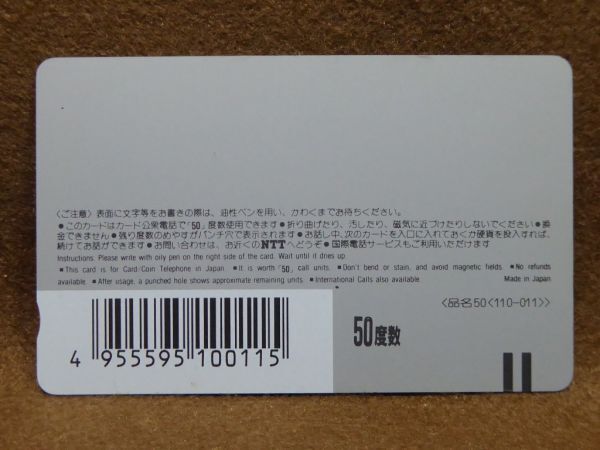 〈ご注意〉表面に文字等をお書きの際は、油性ペンを用い、かわくまでお待ちください。
●このカードはカード公衆電話で「50」度数使用できます●折り曲げたり、汚したり、磁気に近づけたりしないでください●換
金できません●残り度数のめやすがパンチ穴で表示されます●お話し中、次のカードを入口に入れておくか硬貨を投入すれば、
続けてお話ができます●お問い合わせは、お近くのNTTへどうぞ●国際電話サービスもご利用いただけます
Instructions. Please write with oily pen on the right side of the card. Wait until it dries up
■This card is for Card/Coin Telephone in Japan. ■It is worth「50」call units. ■Don't bend or stain, and avoid magnetic fields. ■No refunds
available. ■After usage, a punched hole shows approximate remaining units. ■International Calls also available. Made in Japan
〈品名50〈110-011〉〉
50度数
4 955595 100115